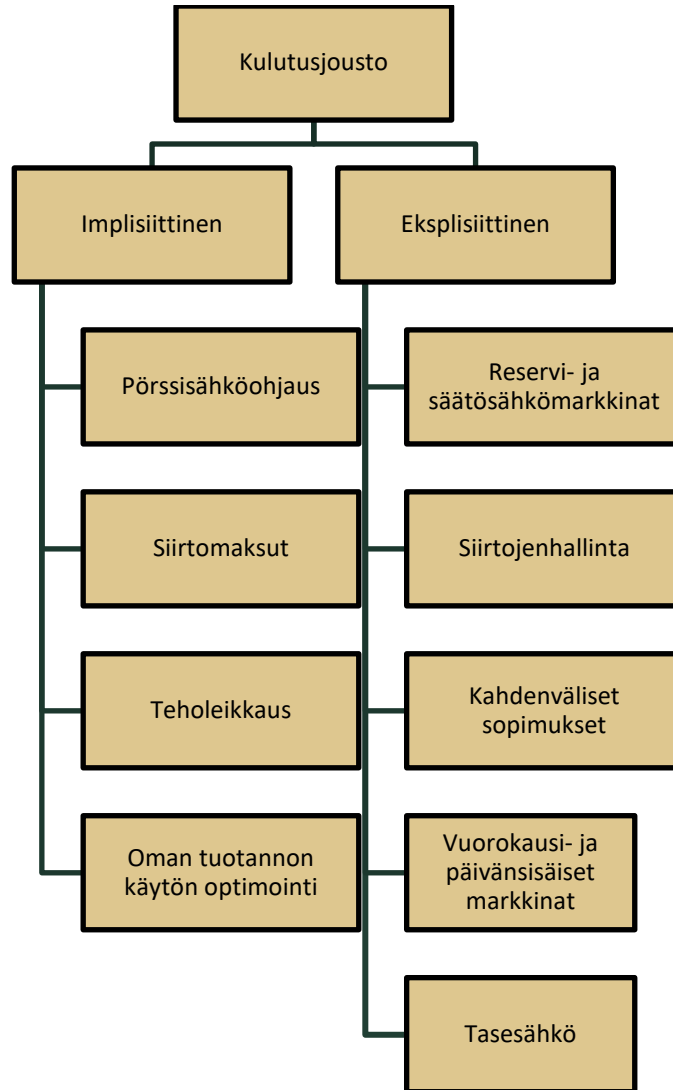 Kulutusjousto
Implisiittinen
Eksplisiittinen
Pörssisähköohjaus
Reservi- ja
säätösähkömarkkinat
Siirtomaksut
Siirtojenhallinta
Teholeikkaus
Kahdenväliset
sopimukset
Oman tuotannon
käytön optimointi
Vuorokausi- ja
päivänsisäiset
markkinat
Tasesähkö